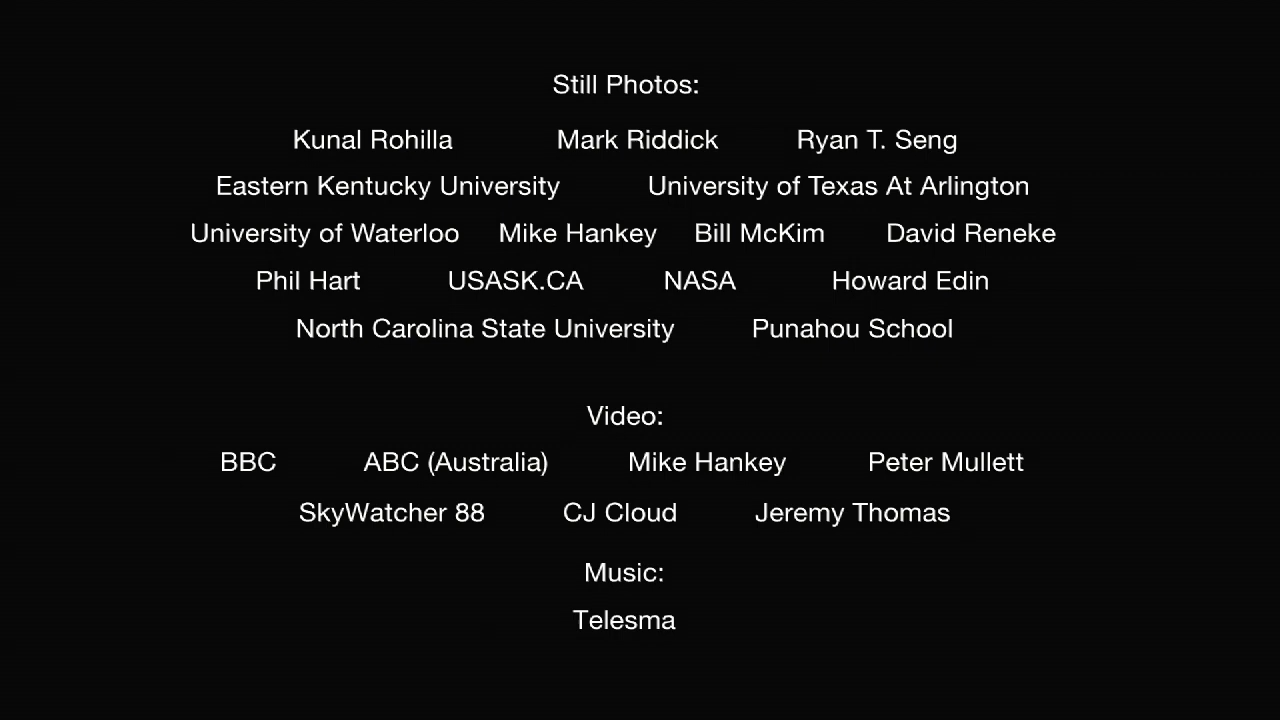 Still Photos:
Kunal Rohilla Mark Riddick Ryan T. Seng
Eastern Kentucky University University of Texas At Arlington
University of Waterloo Mike Hankey Bill McKim David Reneke
Phil Hart USASK.CA NASA Howard Edin
North Carolina State University Punahou School
Video:
BBC ABC (Australia) Mike Hankey Peter Mullett
SkyWatcher 88 CJ Cloud Jeremy Thomas
Music:
Telesma